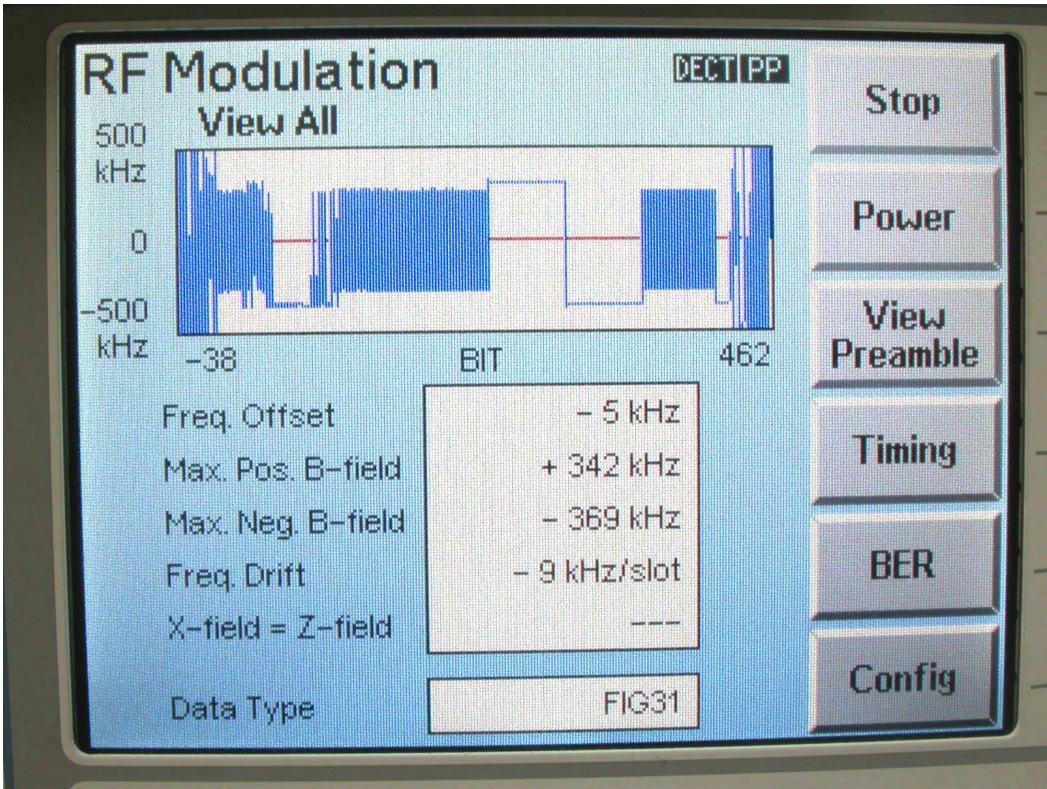 RF Modulation DECT PP
View All
500
kHz
0
-500
kHz
-38 BIT 462
Freq. Offset - 5 kHz
Max. Pos. B-field + 342 kHz
Max. Neg. B-field - 369 kHz
Freq. Drift - 9 kHz/slot
X-field = Z-field ---
Data Type FIG31
Stop
Power
View
Preamble
Timing
BER
Config